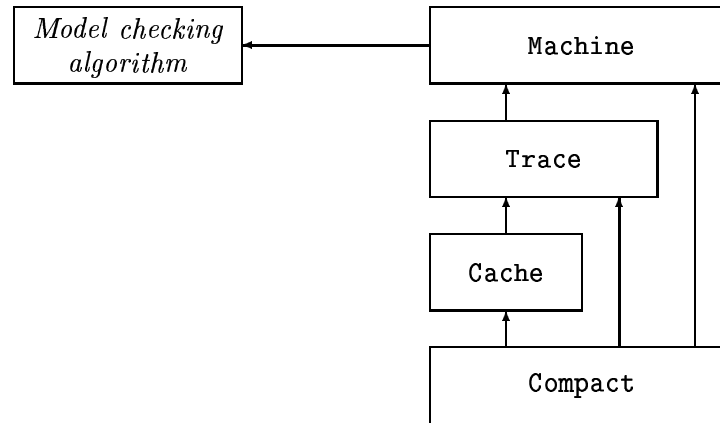 Model checking
algorithm
Machine
Trace
Cache
Compact